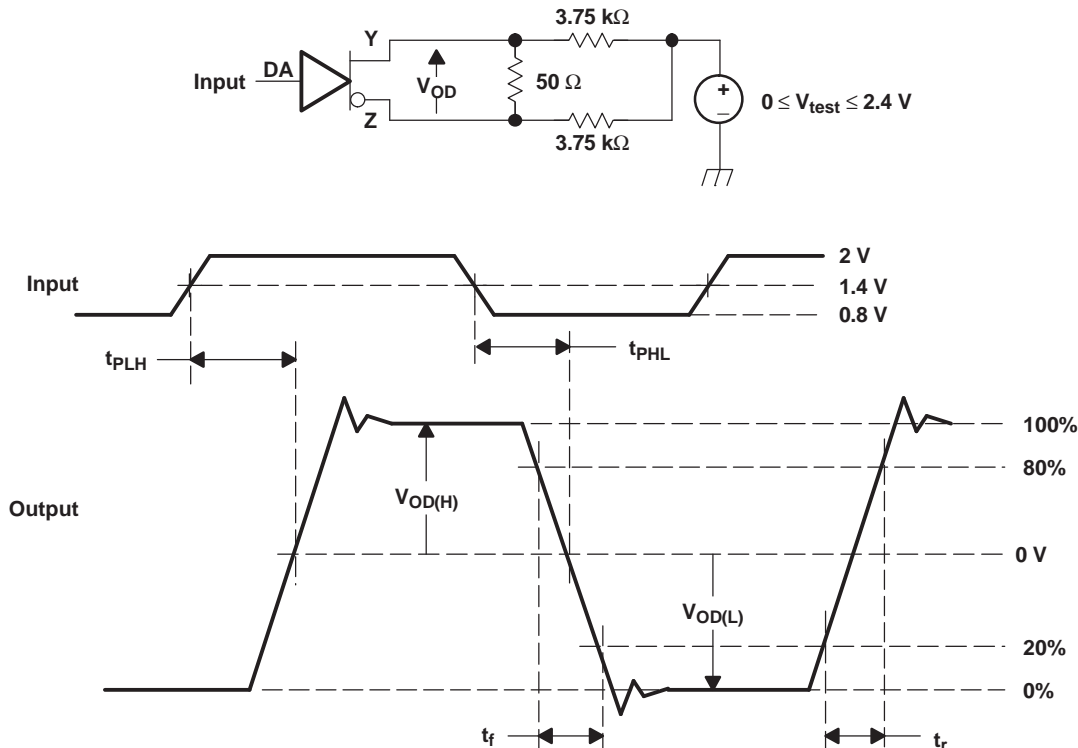 3.75 kΩ
Y
Input
DA
V_OD
50 Ω
+
–
0 ≤ V_test ≤ 2.4 V
Z
3.75 kΩ
2 V
Input
1.4 V
0.8 V
t_PLH
t_PHL
100%
80%
V_OD(H)
Output
0 V
V_OD(L)
20%
0%
t_f
t_r